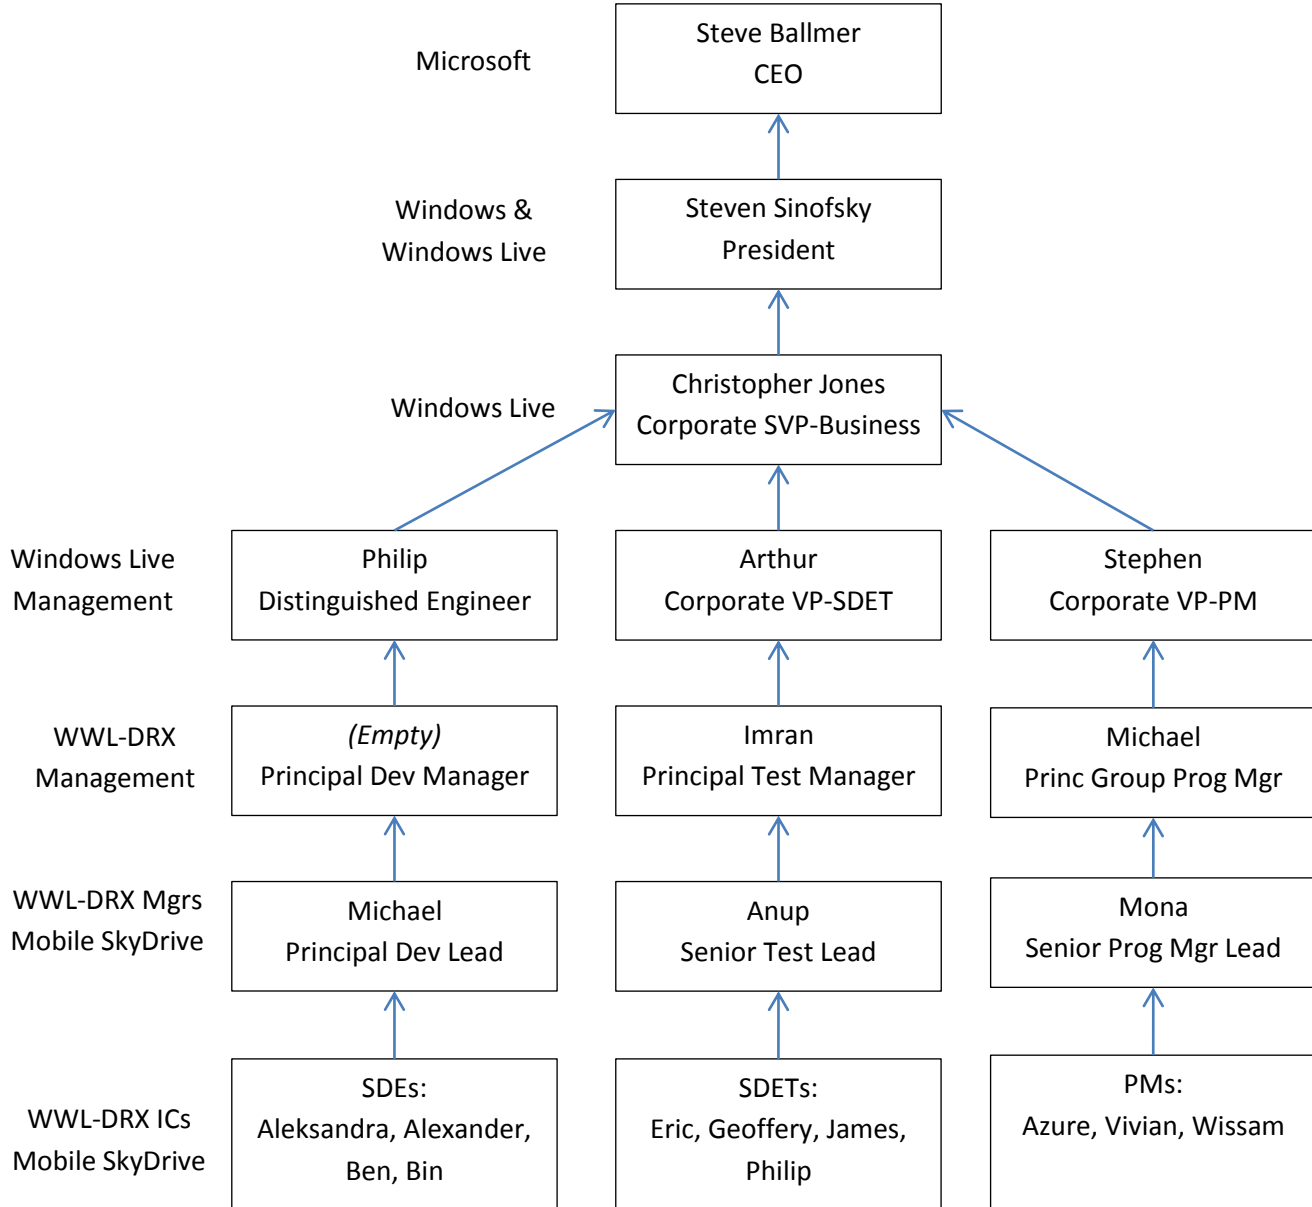 Microsoft
Steve Ballmer
CEO
Windows &
Windows Live
Steven Sinofsky
President
Windows Live
Christopher Jones
Corporate SVP-Business
Windows Live
Management
Philip
Distinguished Engineer
Arthur
Corporate VP-SDET
Stephen
Corporate VP-PM
WWL-DRX
Management
(Empty)
Principal Dev Manager
Imran
Principal Test Manager
Michael
Princ Group Prog Mgr
WWL-DRX Mgrs
Mobile SkyDrive
Michael
Principal Dev Lead
Anup
Senior Test Lead
Mona
Senior Prog Mgr Lead
WWL-DRX ICs
Mobile SkyDrive
SDEs:
Aleksandra, Alexander,
Ben, Bin
SDETs:
Eric, Geoffery, James,
Philip
PMs:
Azure, Vivian, Wissam